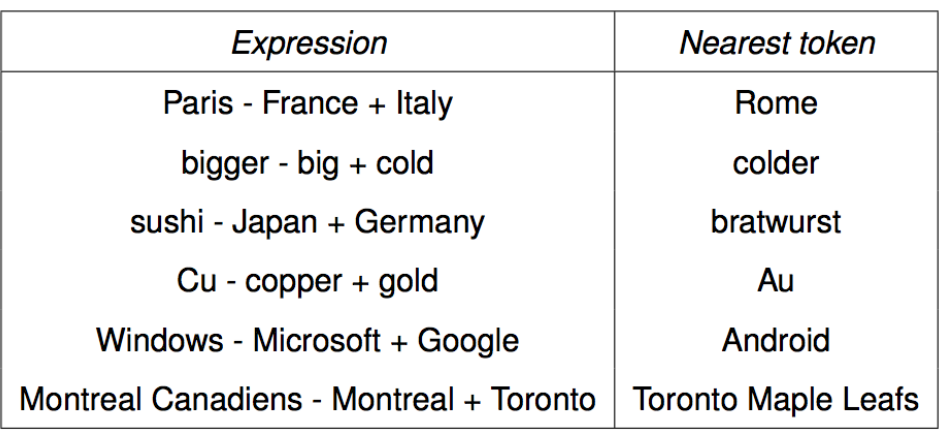 Expression Nearest token
Paris - France + Italy Rome
bigger - big + cold colder
sushi - Japan + Germany bratwurst
Cu - copper + gold Au
Windows - Microsoft + Google Android
Montreal Canadiens - Montreal + Toronto Toronto Maple Leafs